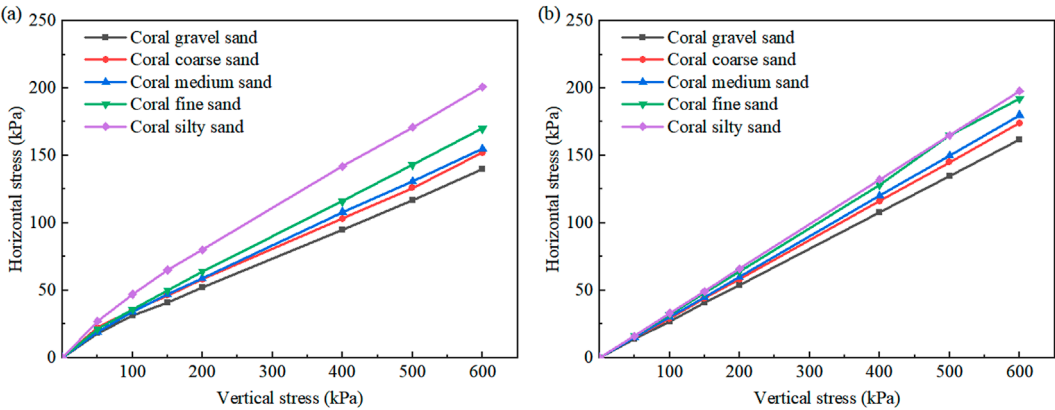 (a)
250
200
150
100
50
0
Horizontal stress (kPa)
Coral gravel sand
Coral coarse sand
Coral medium sand
Coral fine sand
Coral silty sand
100 200 300 400 500 600
Vertical stress (kPa)
(b)
250
200
150
100
50
0
Horizontal stress (kPa)
Coral gravel sand
Coral coarse sand
Coral medium sand
Coral fine sand
Coral silty sand
100 200 300 400 500 600
Vertical stress (kPa)